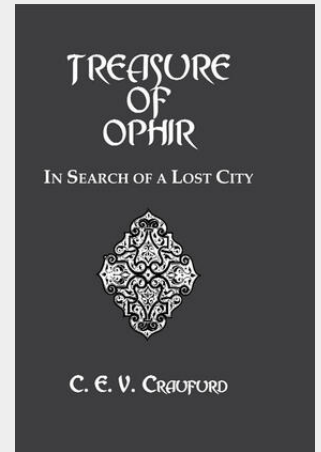 TREASURE
OF
OPHIR
IN SEARCH OF A LOST CITY
C. E. V. CRAUFURD